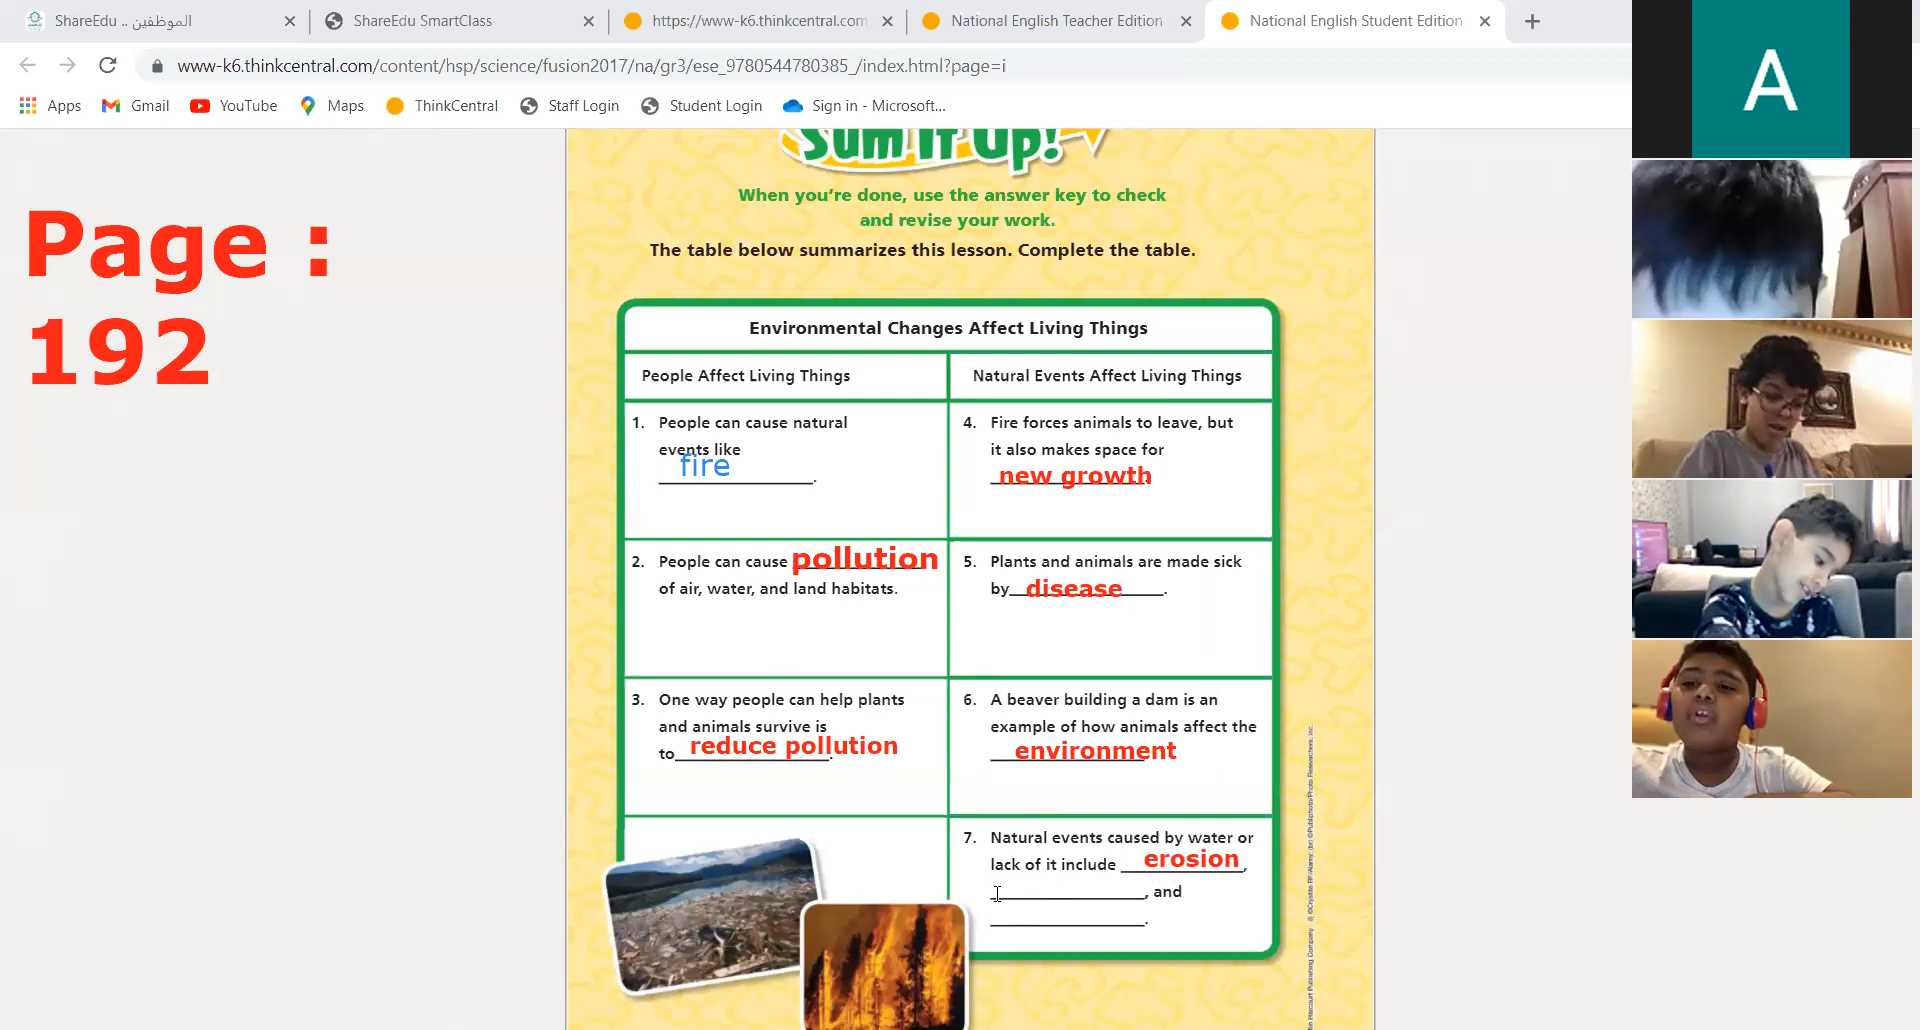 ShareEdu .. الموظفين
ShareEdu SmartClass
https://www-k6.thinkcentral.com
National English Teacher Edition
National English Student Edition
www-k6.thinkcentral.com/content/hsp/science/fusion2017/na/gr3/ese_9780544780385_/index.html?page=i
Apps Gmail YouTube Maps ThinkCentral Staff Login Student Login Sign in - Microsoft...
A
Page :
192
Sum It Up!
When you're done, use the answer key to check
and revise your work.
The table below summarizes this lesson. Complete the table.
Environmental Changes Affect Living Things
People Affect Living Things
Natural Events Affect Living Things
1. People can cause natural
events like
fire .
4. Fire forces animals to leave, but
it also makes space for
new growth.
2. People can cause pollution
of air, water, and land habitats.
5. Plants and animals are made sick
by disease .
3. One way people can help plants
and animals survive is
to reduce pollution.
6. A beaver building a dam is an
example of how animals affect the
environment
7. Natural events caused by water or
lack of it include erosion ,
, and
.